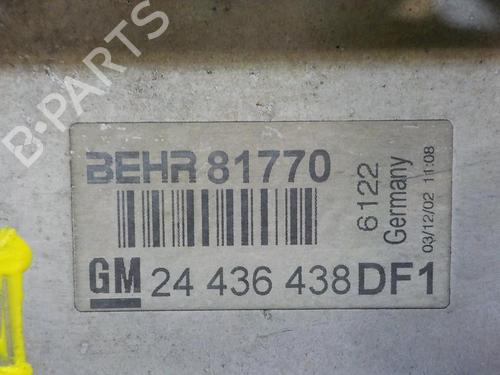 B-PARTS
BEHR 81770
6122
Germany
03/12/02 11:08
GM 24 436 438 DF1